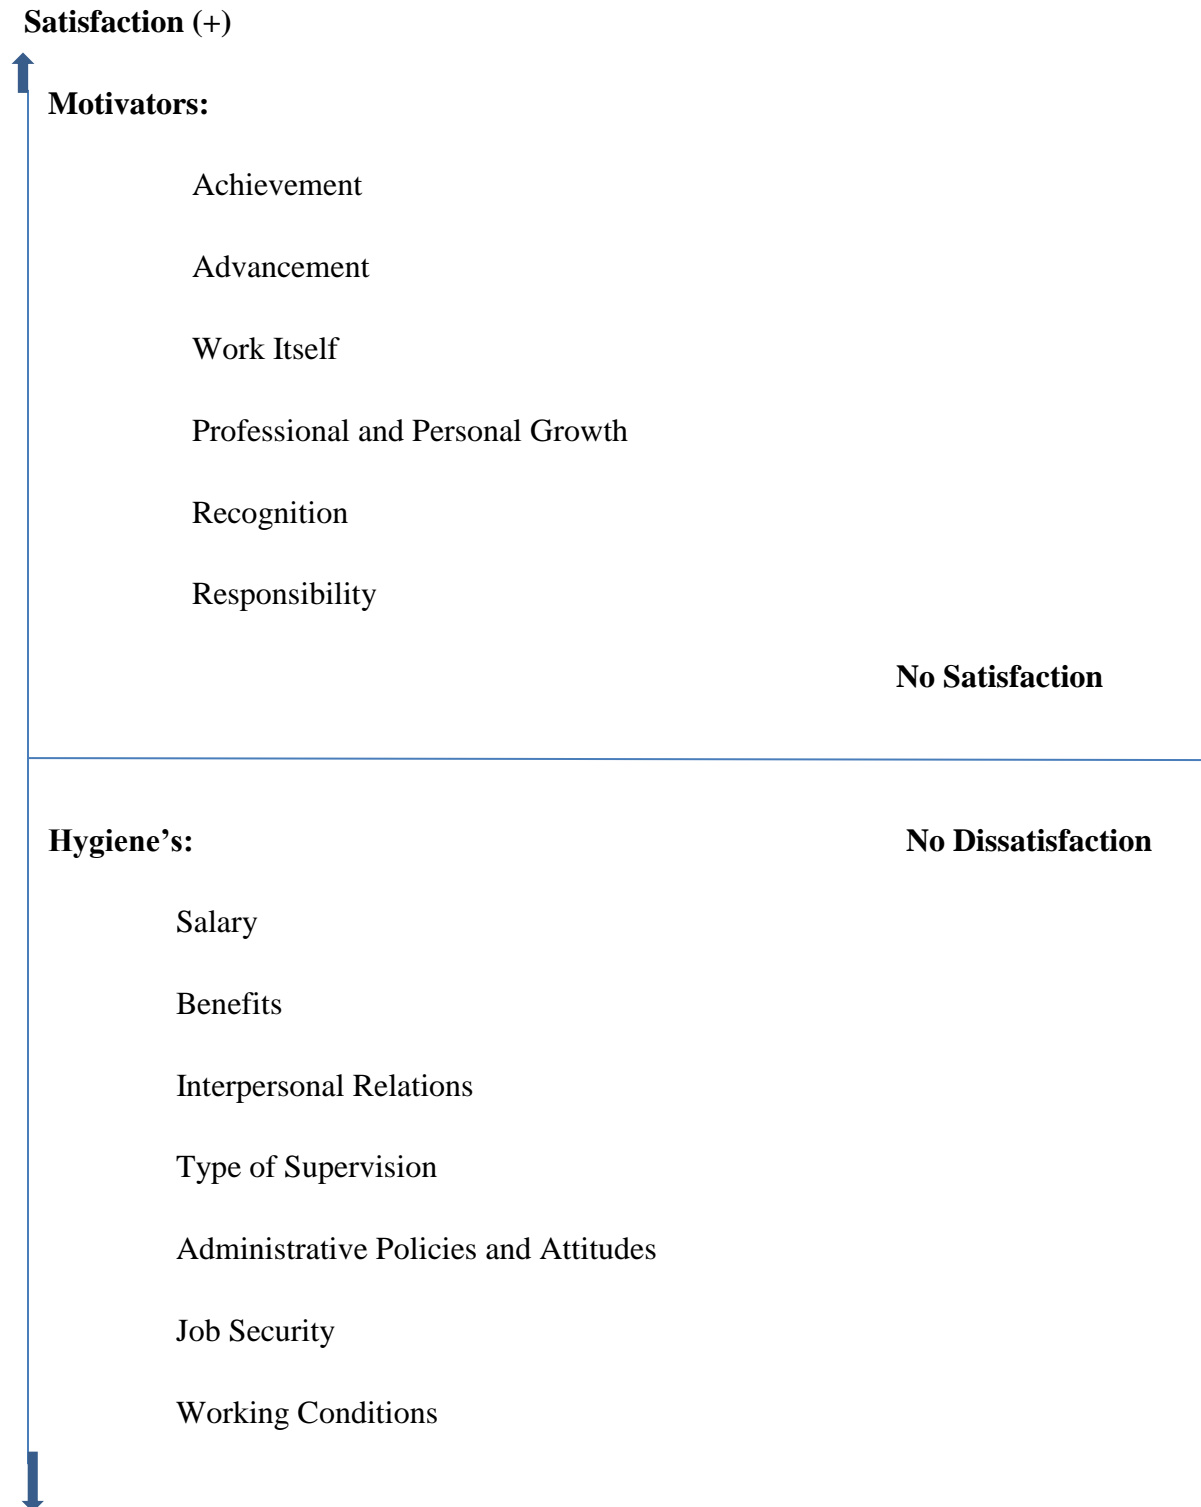 Satisfaction (+)
Motivators:
Achievement
Advancement
Work Itself
Professional and Personal Growth
Recognition
Responsibility
No Satisfaction
Hygiene’s: No Dissatisfaction
Salary
Benefits
Interpersonal Relations
Type of Supervision
Administrative Policies and Attitudes
Job Security
Working Conditions